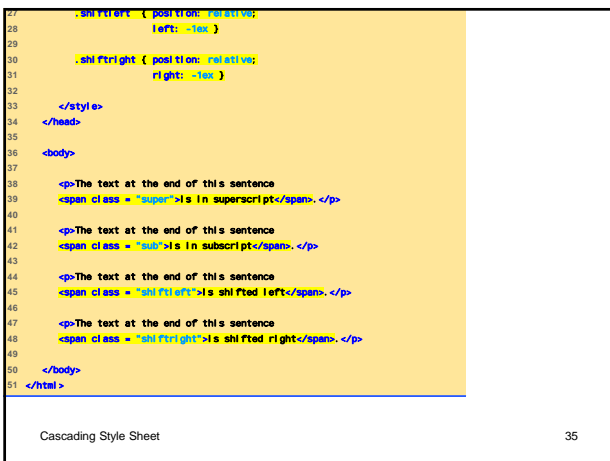 27 .shiftleft { position: relative;
28 left: -1ex }
29
30 .shiftright { position: relative;
31 right: -1ex }
32
33 </style>
34 </head>
35
36 <body>
37
38 <p>The text at the end of this sentence
39 <span class = "super">is in superscript</span>.</p>
40
41 <p>The text at the end of this sentence
42 <span class = "sub">is in subscript</span>.</p>
43
44 <p>The text at the end of this sentence
45 <span class = "shiftleft">is shifted left</span>.</p>
46
47 <p>The text at the end of this sentence
48 <span class = "shiftright">is shifted right</span>.</p>
49
50 </body>
51 </html>
Cascading Style Sheet 35